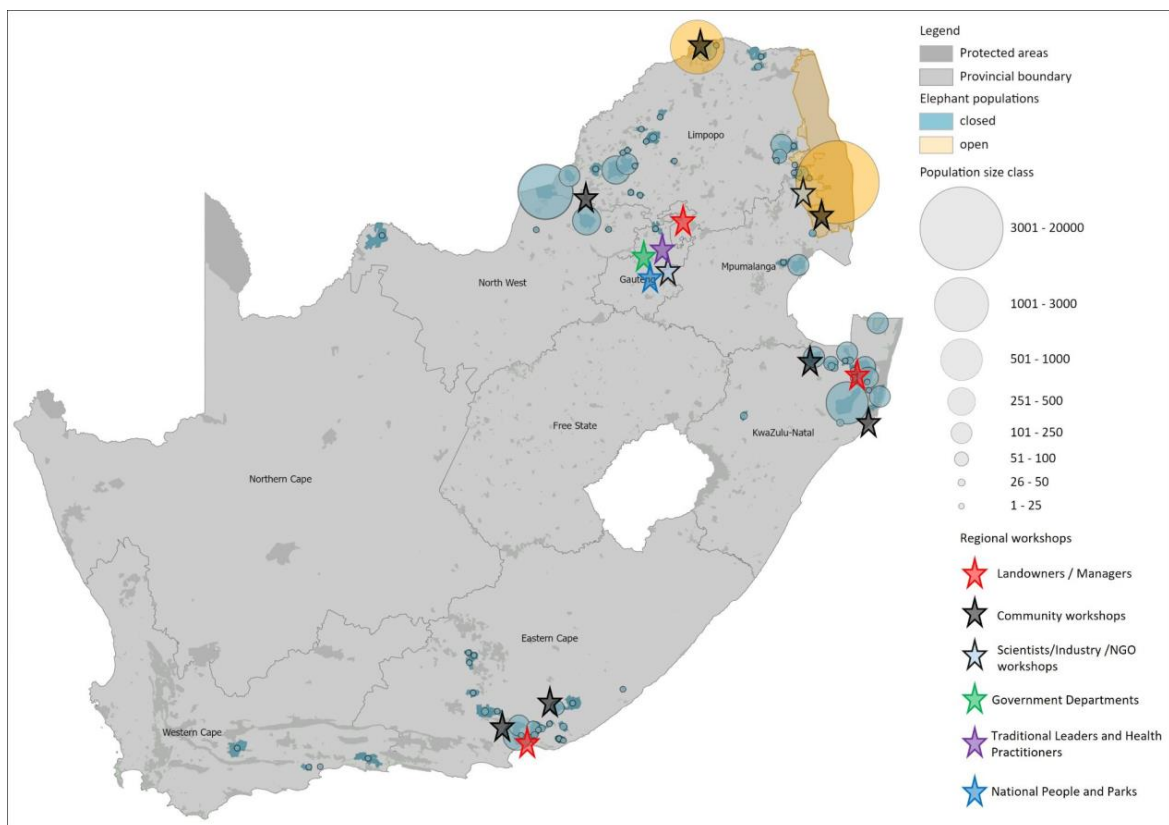 Legend
Protected areas
Provincial boundary
Elephant populations
closed
open
Population size class
3001 - 20000
1001 - 3000
501 - 1000
251 - 500
101 - 250
51 - 100
26 - 50
1 - 25
Regional workshops
Landowners / Managers
Community workshops
Scientists/Industry /NGO
workshops
Government Departments
Traditional Leaders and Health
Practitioners
National People and Parks
Limpopo
North West
Gauteng
Mpumalanga
Free State
KwaZulu-Natal
Northern Cape
Eastern Cape
Western Cape